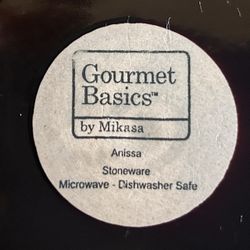 Gourmet
Basics™
by Mikasa
Anissa
Stoneware
Microwave - Dishwasher Safe